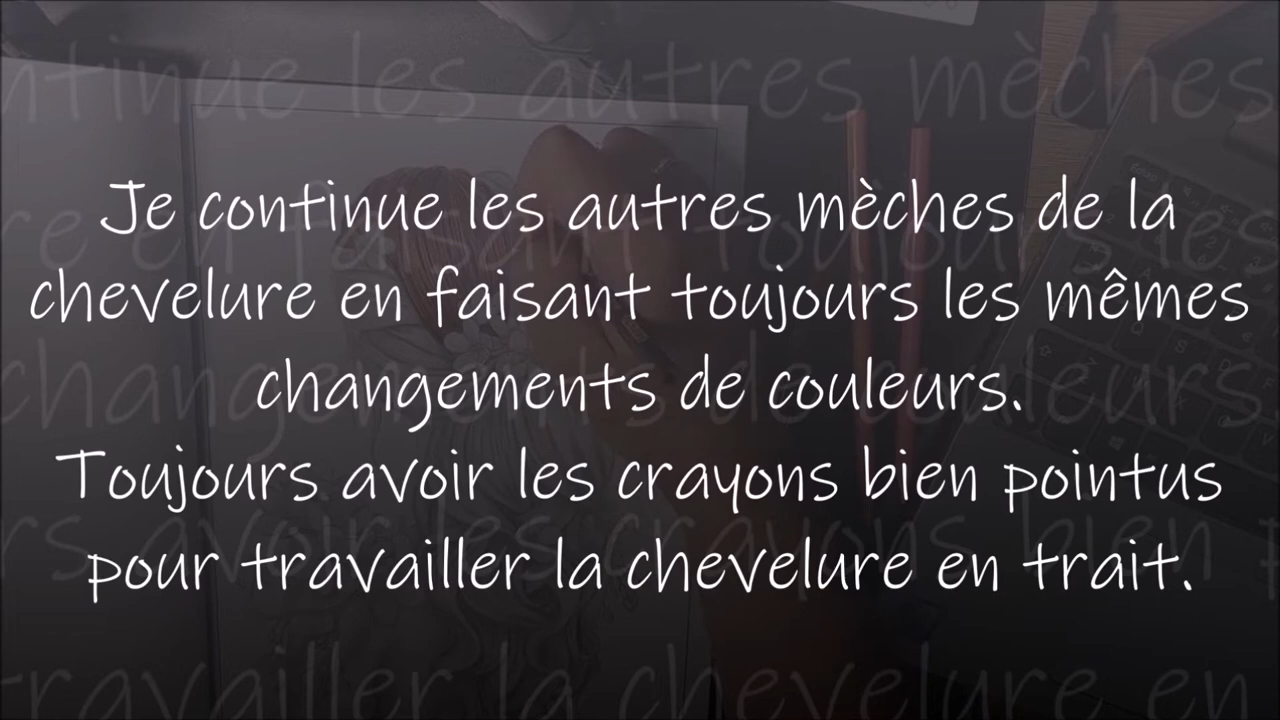 Je continue les autres mèches de la
chevelure en faisant toujours les mêmes
changements de couleurs.
Toujours avoir les crayons bien pointus
pour travailler la chevelure en trait.